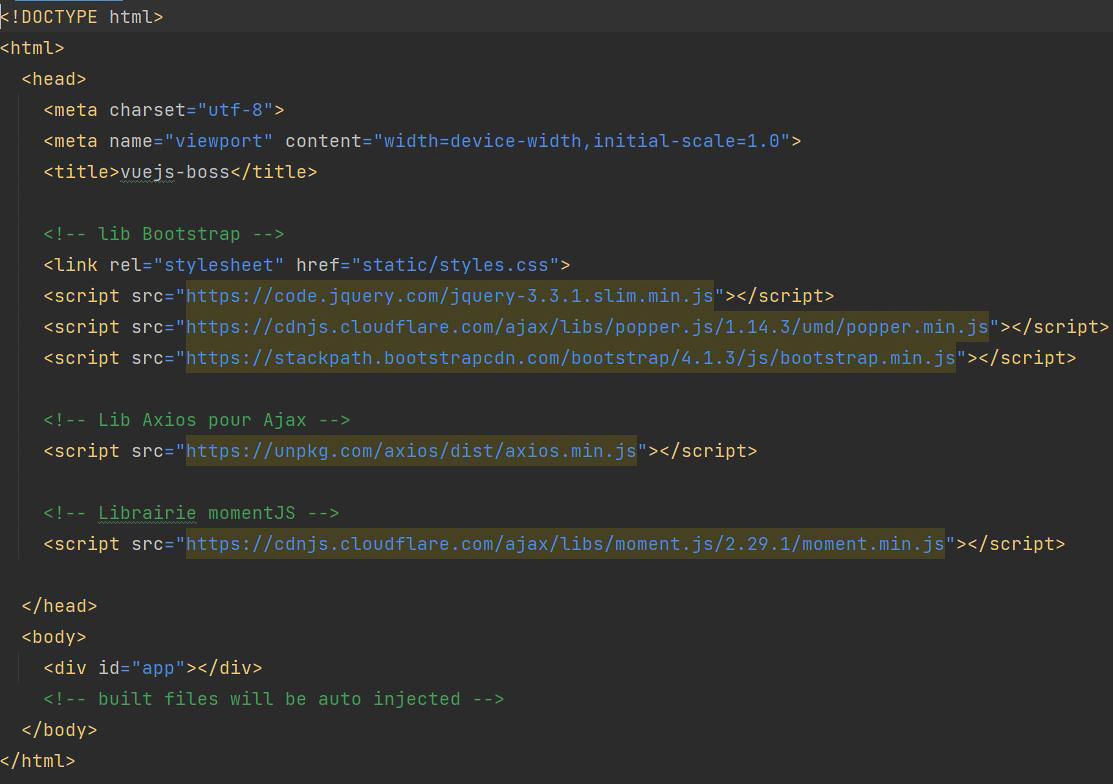 <!DOCTYPE html>
<html>
  <head>
    <meta charset="utf-8">
    <meta name="viewport" content="width=device-width,initial-scale=1.0">
    <title>vuejs-boss</title>

    <!-- lib Bootstrap -->
    <link rel="stylesheet" href="static/styles.css">
    <script src="https://code.jquery.com/jquery-3.3.1.slim.min.js"></script>
    <script src="https://cdnjs.cloudflare.com/ajax/libs/popper.js/1.14.3/umd/popper.min.js"></script>
    <script src="https://stackpath.bootstrapcdn.com/bootstrap/4.1.3/js/bootstrap.min.js"></script>

    <!-- Lib Axios pour Ajax -->
    <script src="https://unpkg.com/axios/dist/axios.min.js"></script>

    <!-- Librairie momentJS -->
    <script src="https://cdnjs.cloudflare.com/ajax/libs/moment.js/2.29.1/moment.min.js"></script>

  </head>
  <body>
    <div id="app"></div>
    <!-- built files will be auto injected -->
  </body>
</html>